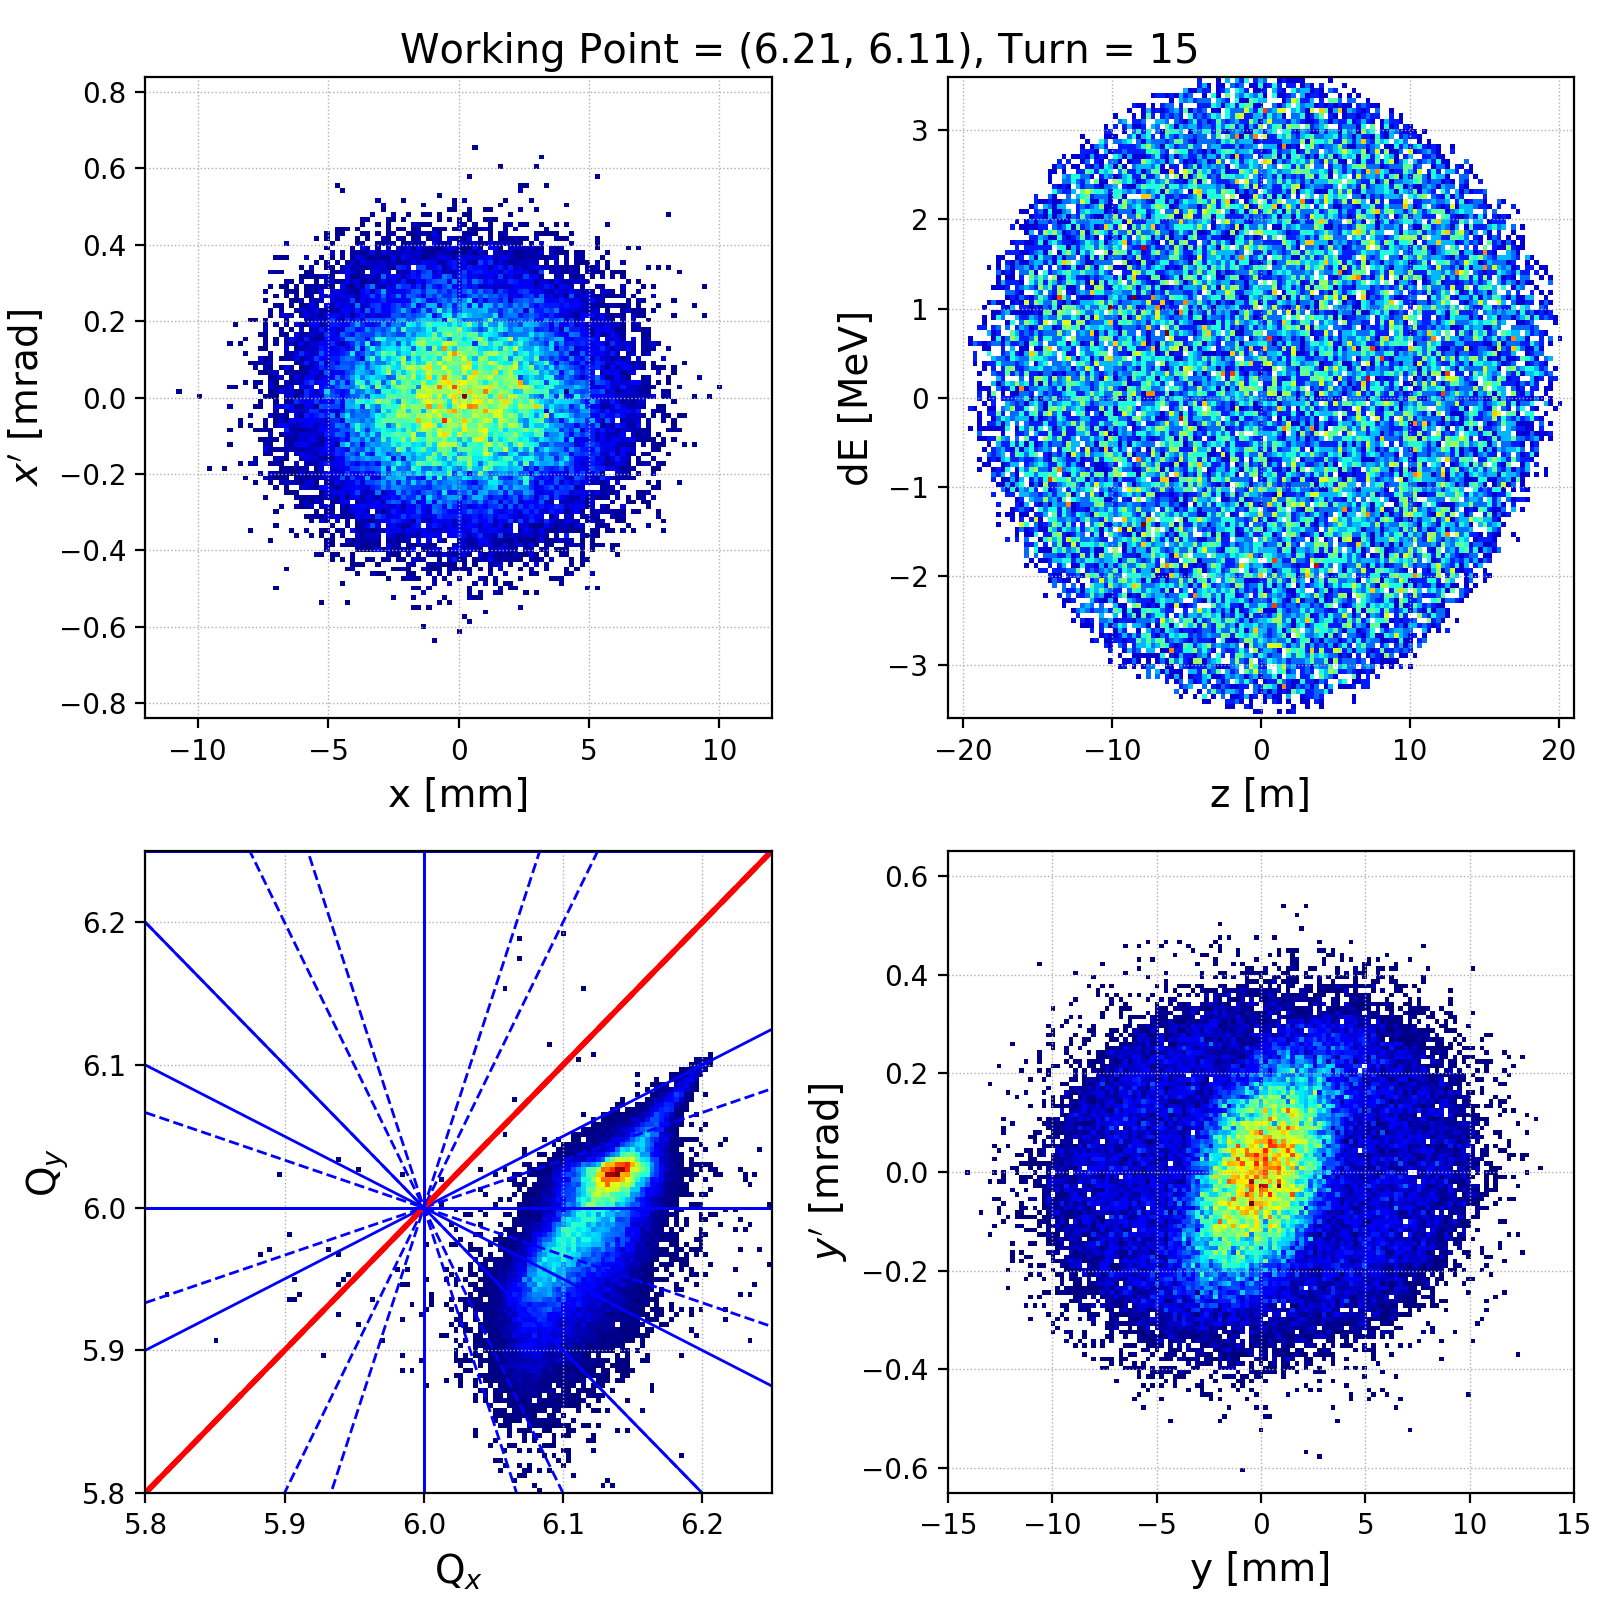 Working Point = (6.21, 6.11), Turn = 15
0.8
0.6
0.4
0.2
0.0
−0.2
−0.4
−0.6
−0.8
x′ [mrad]
−10 −5 0 5 10
x [mm]
3
2
1
0
−1
−2
−3
dE [MeV]
−20 −10 0 10 20
z [m]
6.2
6.1
6.0
5.9
5.8
Qy
5.8 5.9 6.0 6.1 6.2
Qx
0.6
0.4
0.2
0.0
−0.2
−0.4
−0.6
y′ [mrad]
−15 −10 −5 0 5 10 15
y [mm]